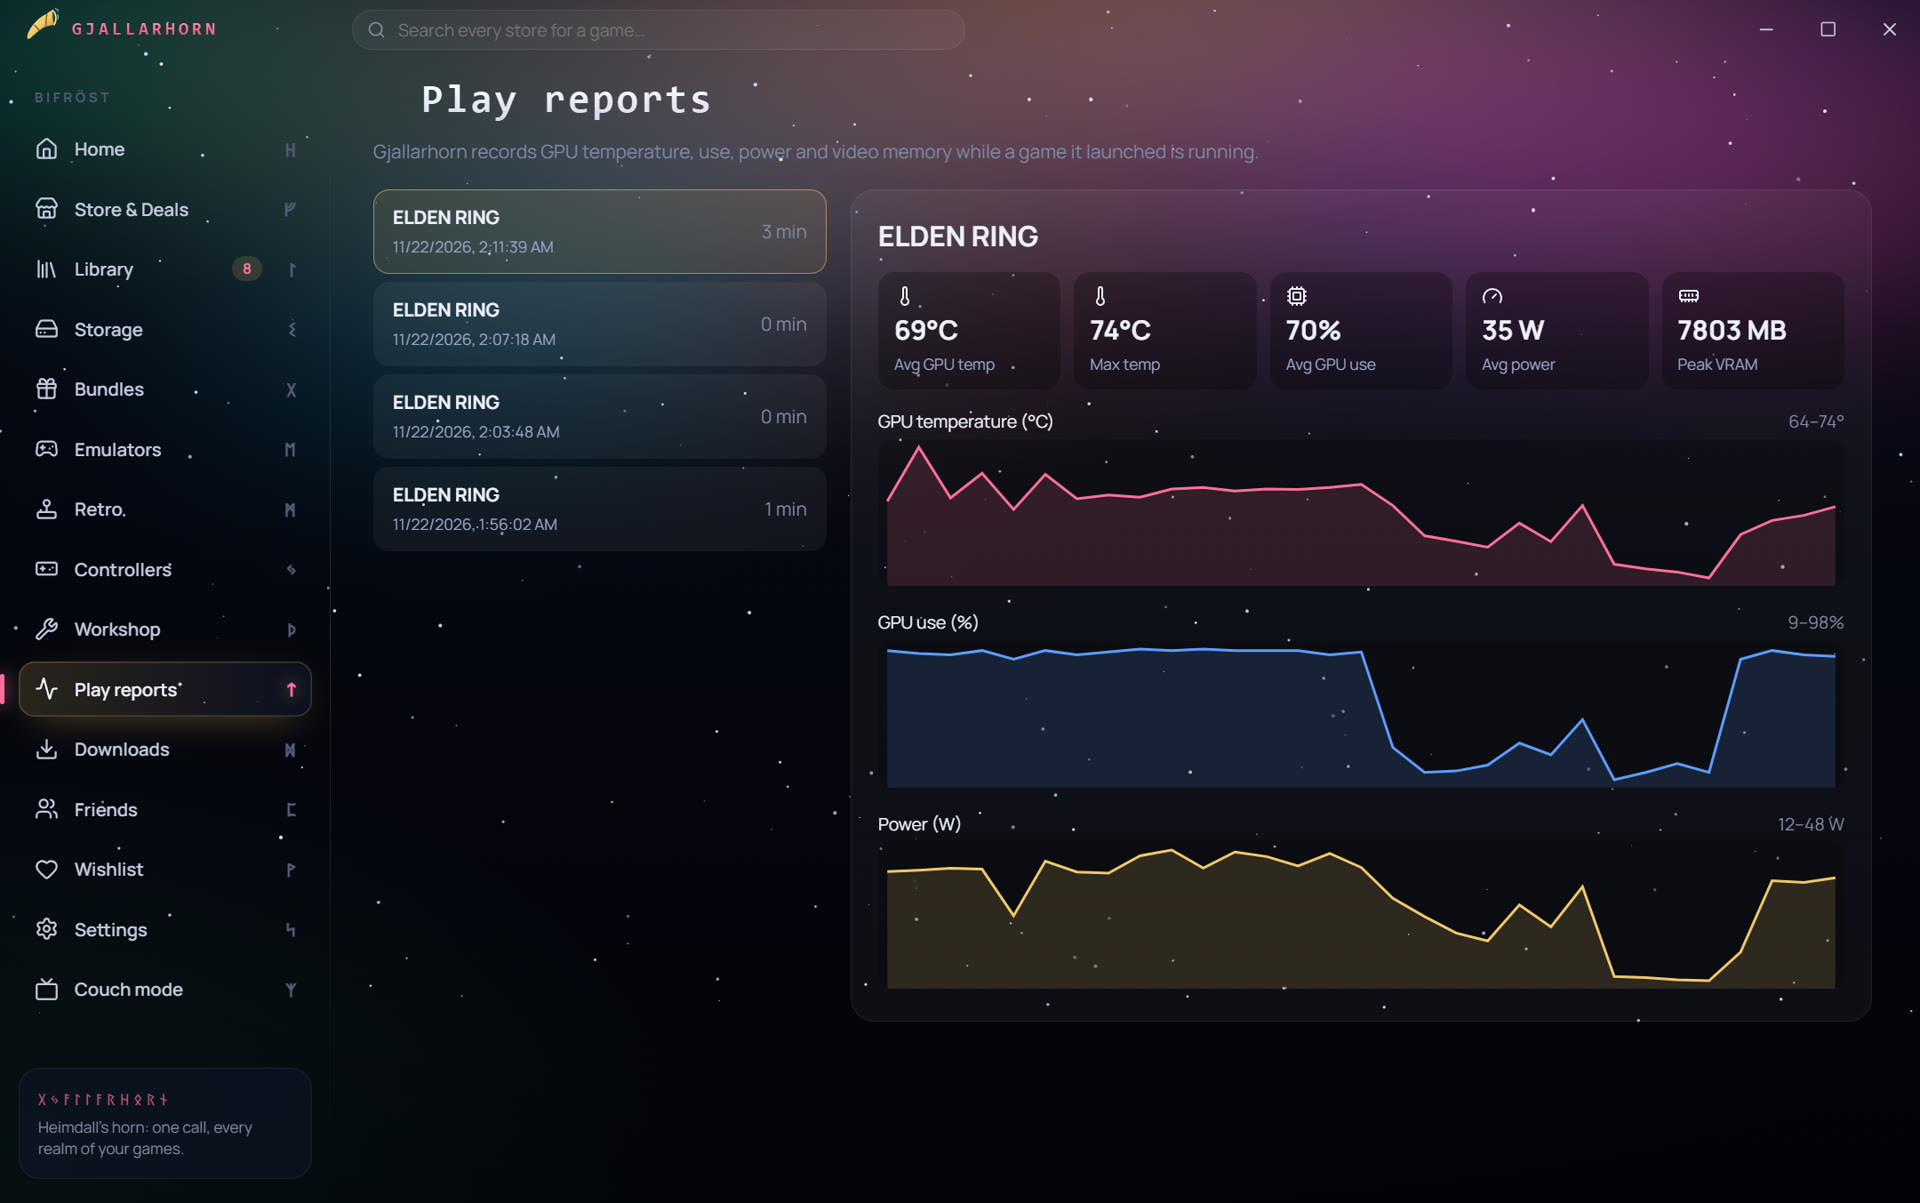 GJALLARHORN
Search every store for a game...
BIFRÖST
Home ᚺ
Store & Deals ᚠ
Library 8 ᛚ
Storage
Bundles ᚷ
Emulators ᛖ
Retro ᛗ
Controllers ᛃ
Workshop ᚦ
Play reports ↑
Downloads ᛞ
Friends
Wishlist ᚹ
Settings ᛋ
Couch mode ᛉ
ᚷᛃᚨᛚᛚᚨᚱᚺᛟᚱᚾ
Heimdall's horn: one call, every
realm of your games.
Play reports
Gjallarhorn records GPU temperature, use, power and video memory while a game it launched is running.
ELDEN RING
11/22/2026, 2:11:39 AM
3 min
ELDEN RING
11/22/2026, 2:07:18 AM
0 min
ELDEN RING
11/22/2026, 2:03:48 AM
0 min
ELDEN RING
11/22/2026, 1:56:02 AM
1 min
ELDEN RING
69°C
Avg GPU temp
74°C
Max temp
70%
Avg GPU use
35 W
Avg power
7803 MB
Peak VRAM
GPU temperature (°C) 64–74°
GPU use (%) 9–98%
Power (W) 12–48 W